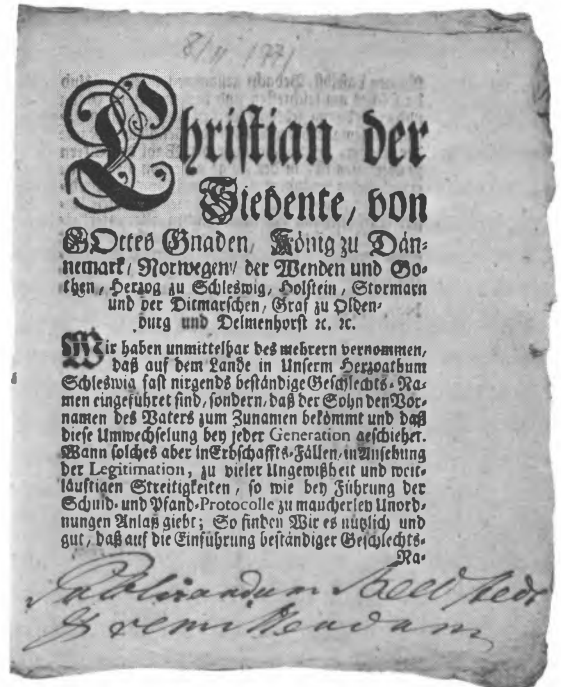 8/11 1771
Christian der
Siebente, von
GOttes Gnaden, König zu Dän-
nemark, Norwegen, der Wenden und Go-
then, Herzog zu Schleswig, Holstein, Stormarn
und der Ditmarschen, Graf zu Olden-
burg und Delmenhorst ꝛc. ꝛc.
Wir haben unmittelbar des mehrern vernommen,
daß auf dem Lande in Unserm Herzogthum
Schleswig fast nirgends beständige Geschlechts-Na-
men eingeführet sind, sondern, daß der Sohn den Vor-
namen des Vaters zum Zunamen bekömmt und daß
diese Umwechselung bey jeder Generation geschiehet.
Wann solches aber in Erbschaffts-Fällen, in Ansehung
der Legitimation, zu vieler Ungewißheit und weit-
läuftigen Streitigkeiten, so wie bey Führung der
Schuld- und Pfand-Protocolle zu mancherley Unord-
nungen Anlaß giebt; So finden Wir es nützlich und
gut, daß auf die Einführung beständiger Geschlechts-
Na-
Publicandum
& remittendum